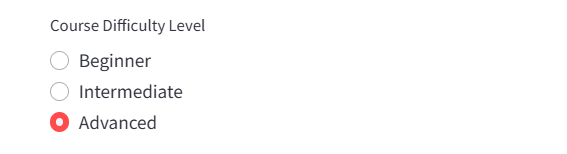 Course Difficulty Level
Beginner
Intermediate
Advanced